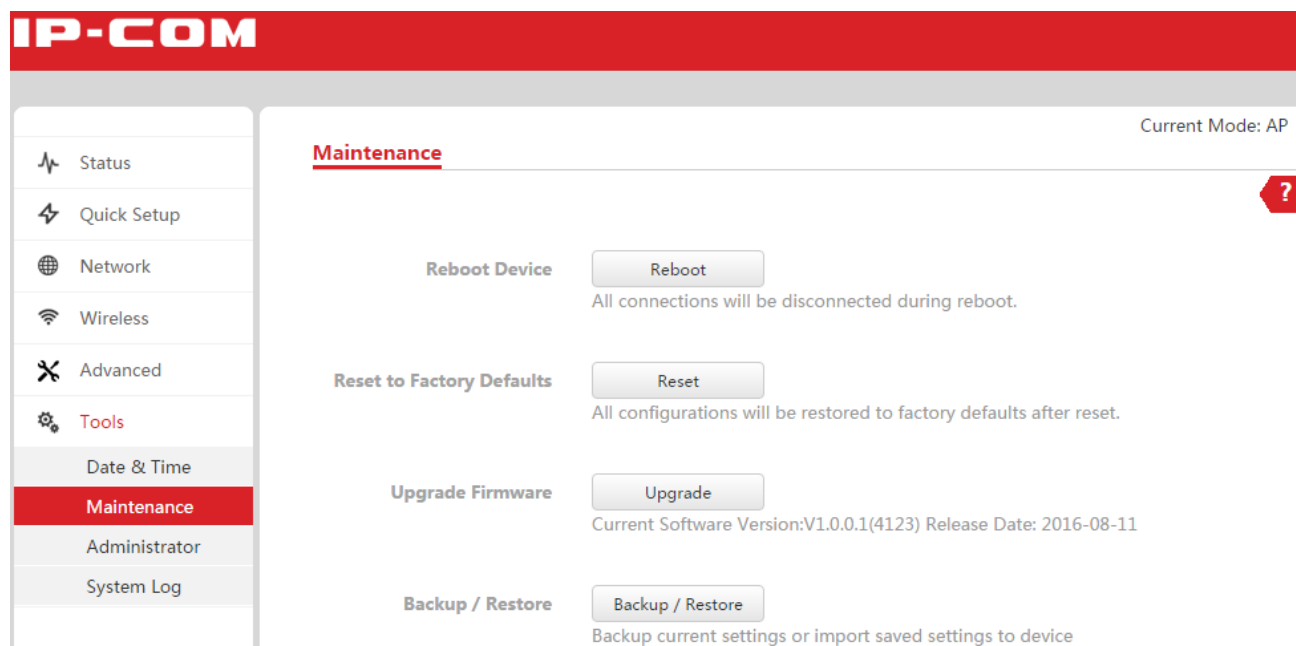 IP-COM
Current Mode: AP
Maintenance
?
Status
Quick Setup
Network
Wireless
Advanced
Tools
Date & Time
Maintenance
Administrator
System Log
Reboot Device
Reboot
All connections will be disconnected during reboot.
Reset to Factory Defaults
Reset
All configurations will be restored to factory defaults after reset.
Upgrade Firmware
Upgrade
Current Software Version:V1.0.0.1(4123) Release Date: 2016-08-11
Backup / Restore
Backup / Restore
Backup current settings or import saved settings to device